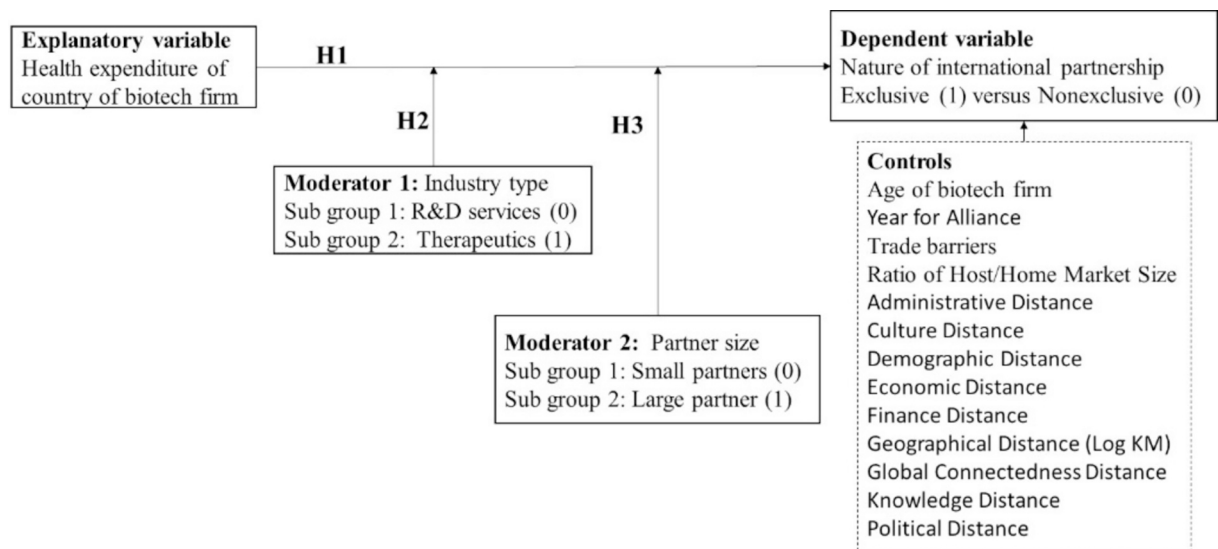 Explanatory variable
Health expenditure of
country of biotech firm
H1
H2
H3
Dependent variable
Nature of international partnership
Exclusive (1) versus Nonexclusive (0)
Moderator 1: Industry type
Sub group 1: R&D services (0)
Sub group 2: Therapeutics (1)
Moderator 2: Partner size
Sub group 1: Small partners (0)
Sub group 2: Large partner (1)
Controls
Age of biotech firm
Year for Alliance
Trade barriers
Ratio of Host/Home Market Size
Administrative Distance
Culture Distance
Demographic Distance
Economic Distance
Finance Distance
Geographical Distance (Log KM)
Global Connectedness Distance
Knowledge Distance
Political Distance